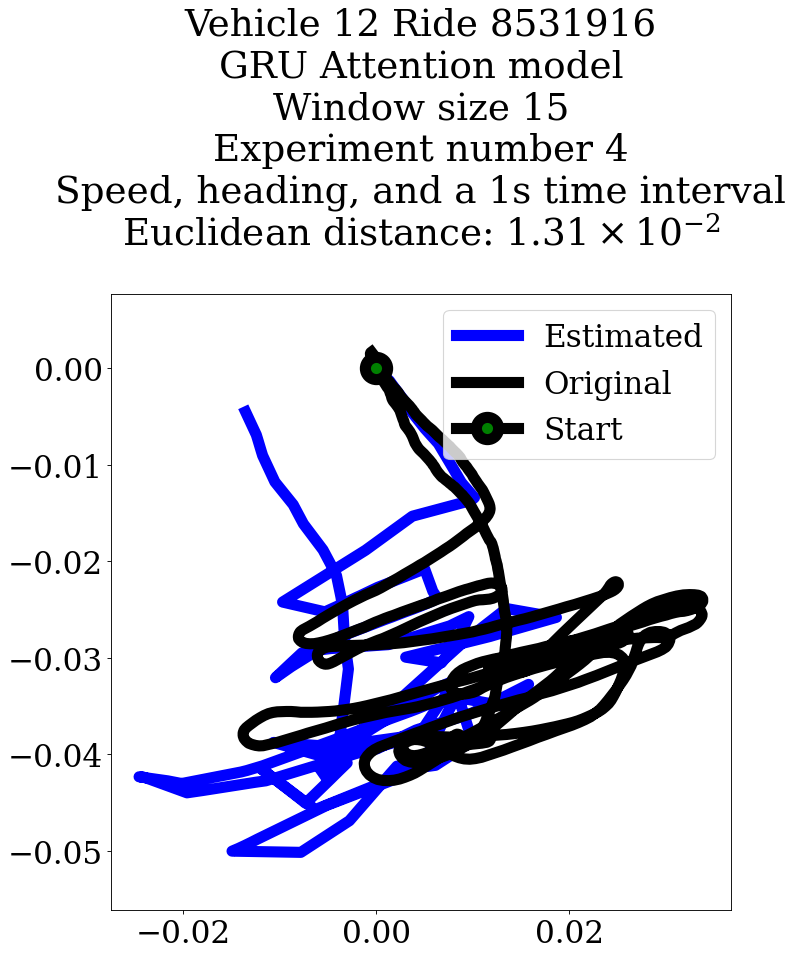 Vehicle 12 Ride 8531916
GRU Attention model
Window size 15
Experiment number 4
Speed, heading, and a 1s time interval
Euclidean distance: 1.31 × 10⁻²
Estimated
Original
Start
0.00
−0.01
−0.02
−0.03
−0.04
−0.05
−0.02 0.00 0.02